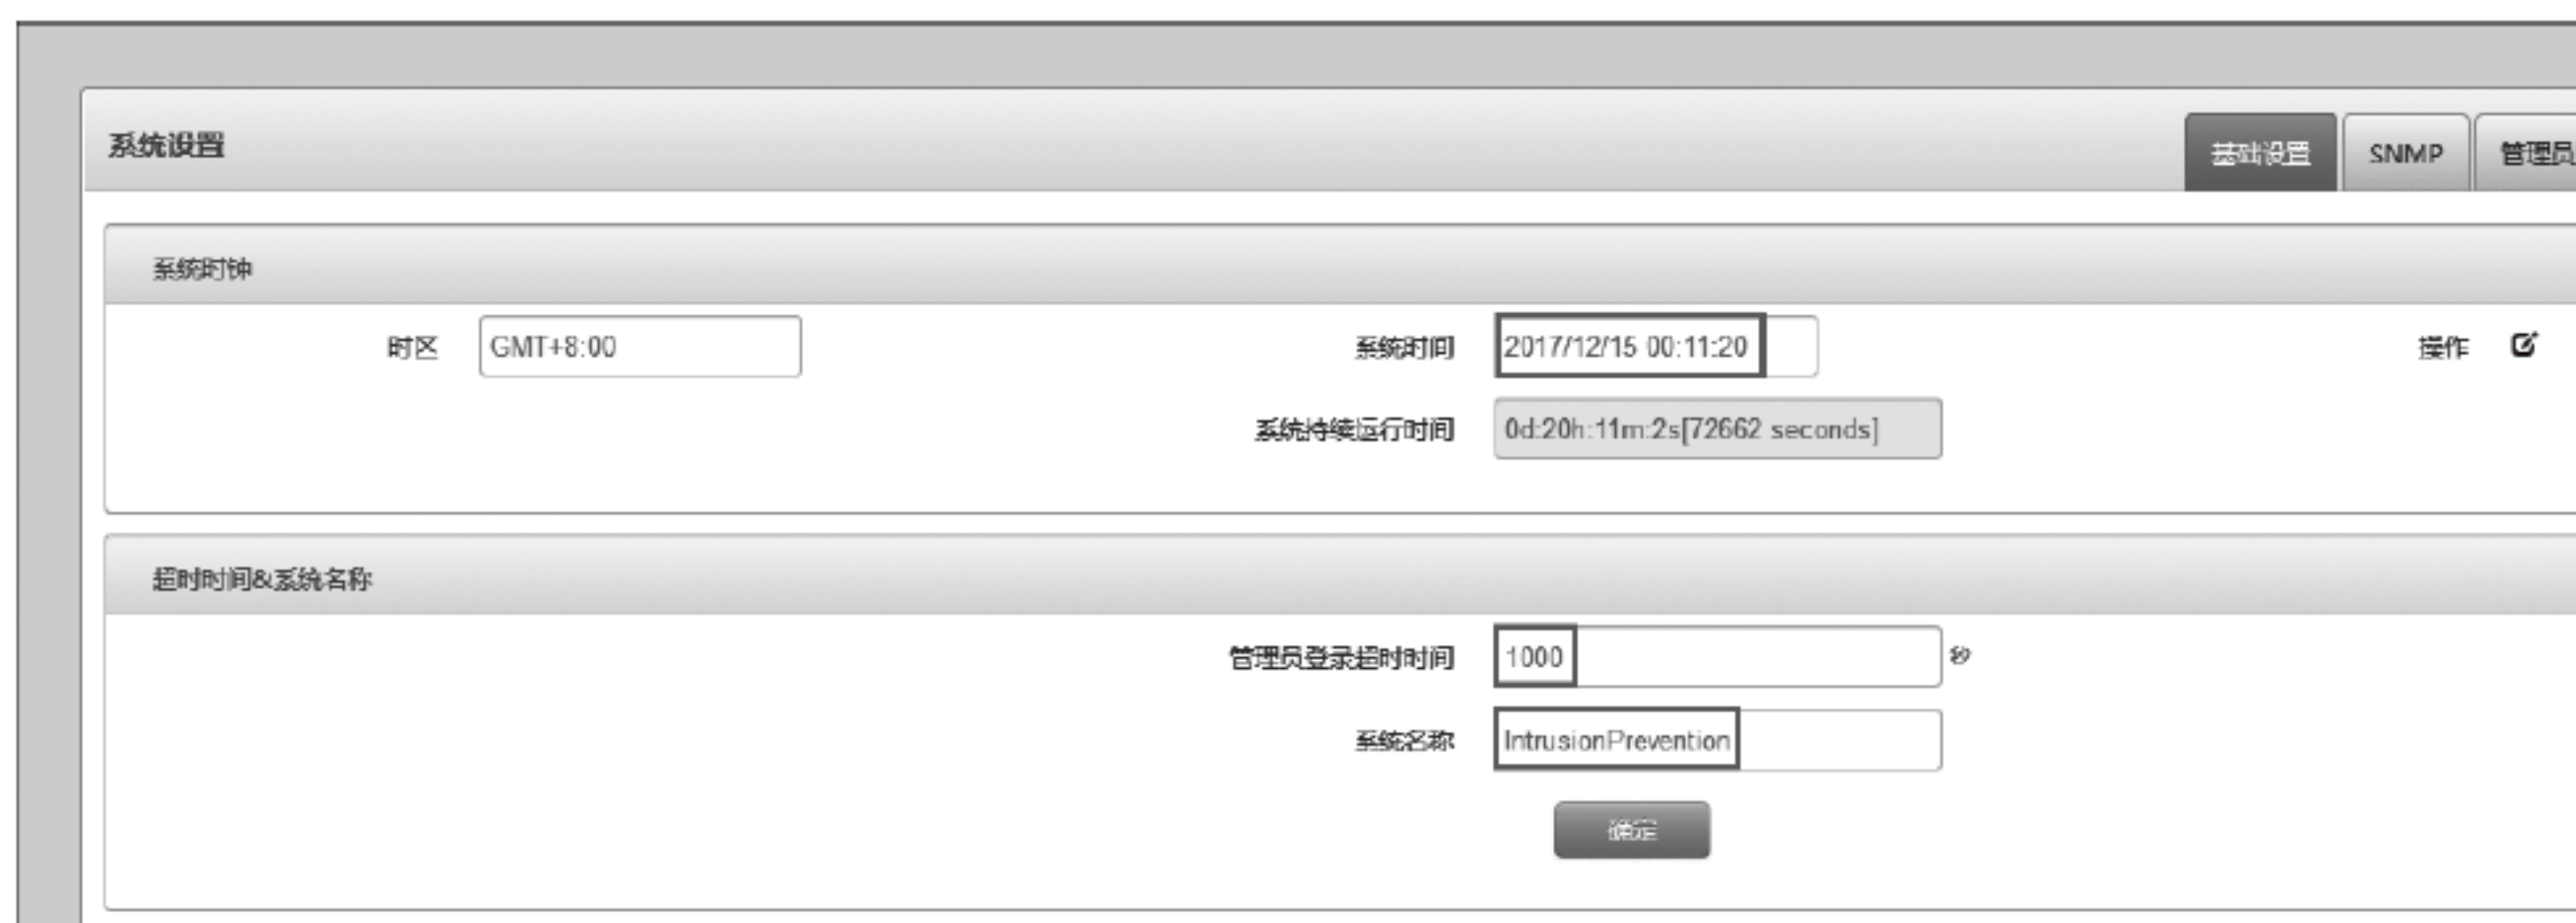 系统设置
基础设置 SNMP 管理员
系统时钟
时区 GMT+8:00 系统时间 2017/12/15 00:11:20 操作
系统持续运行时间 0d:20h:11m:2s[72662 seconds]
超时时间&系统名称
管理员登录超时时间 1000 秒
系统名称 IntrusionPrevention
确定